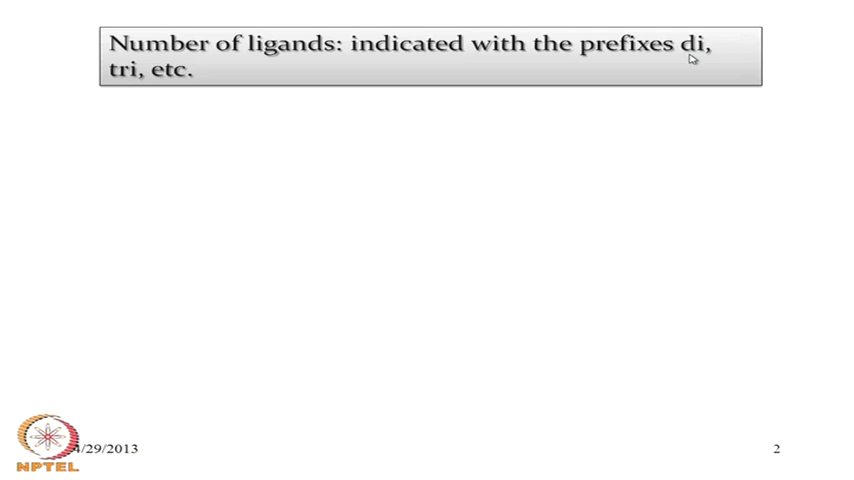 Number of ligands: indicated with the prefixes di,
tri, etc.
4/29/2013
2
NPTEL